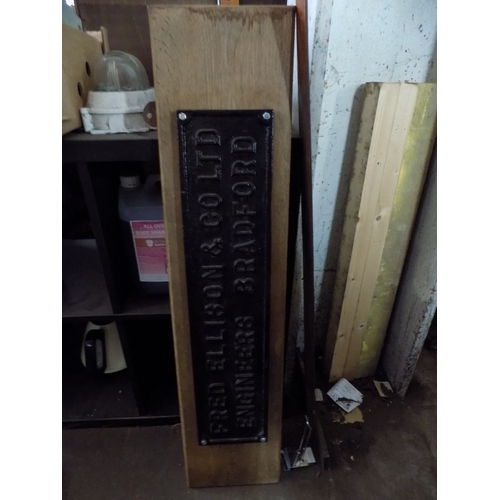 FRED ELLISON & CO LTD
ENGINEERS BRADFORD